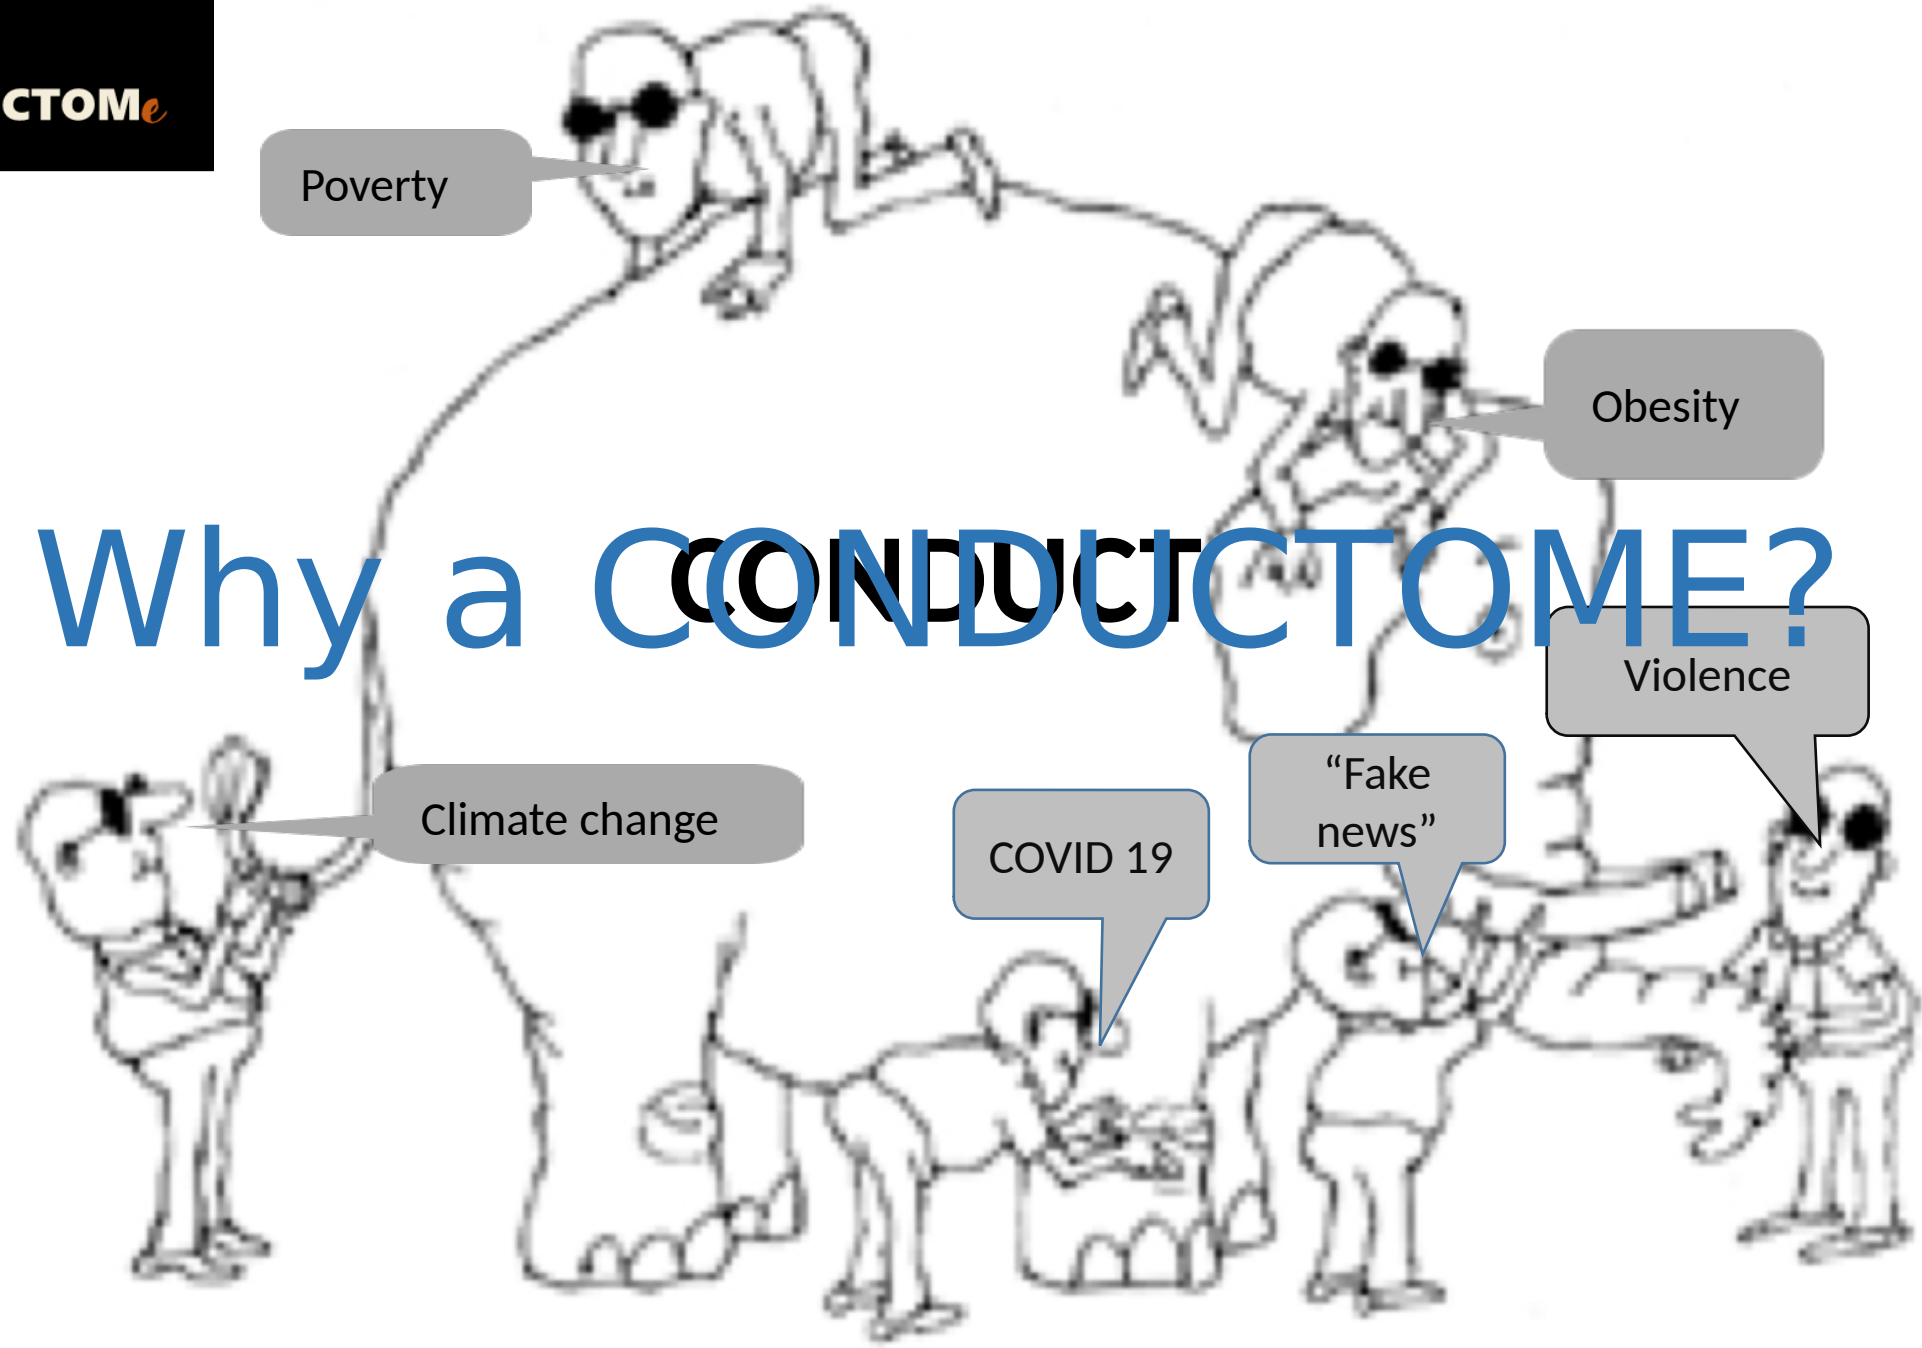 CTOMe
Poverty
Obesity
CONDUCT
Why a CONDUCTOME?
Violence
Climate change
“Fake
news”
COVID 19